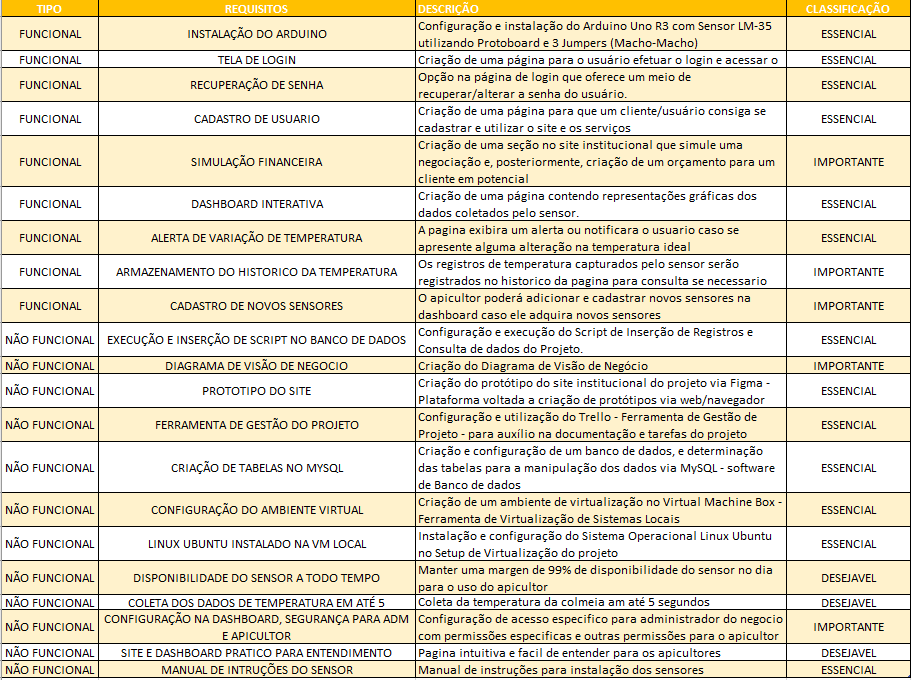 TIPO REQUISITOS DESCRIÇÃO CLASSIFICAÇÃO
FUNCIONAL INSTALAÇÃO DO ARDUINO Configuração e instalação do Arduino Uno R3 com Sensor LM-35
utilizando Protoboard e 3 Jumpers (Macho-Macho) ESSENCIAL
FUNCIONAL TELA DE LOGIN Criação de uma página para o usuário efetuar o login e acessar o ESSENCIAL
FUNCIONAL RECUPERAÇÃO DE SENHA Opção na página de login que oferece um meio de
recuperar/alterar a senha do usuário. ESSENCIAL
FUNCIONAL CADASTRO DE USUARIO Criação de uma página para que um cliente/usuário consiga se
cadastrar e utilizar o site e os serviços ESSENCIAL
FUNCIONAL SIMULAÇÃO FINANCEIRA Criação de uma seção no site institucional que simule uma
negociação e, posteriormente, criação de um orçamento para um
cliente em potencial IMPORTANTE
FUNCIONAL DASHBOARD INTERATIVA Criação de uma página contendo representações gráficas dos
dados coletados pelo sensor. ESSENCIAL
FUNCIONAL ALERTA DE VARIAÇÃO DE TEMPERATURA A pagina exibira um alerta ou notificara o usuario caso se
apresente alguma alteração na temperatura ideal ESSENCIAL
FUNCIONAL ARMAZENAMENTO DO HISTORICO DA TEMPERATURA Os registros de temperatura capturados pelo sensor serão
registrados no historico da pagina para consulta se necessario IMPORTANTE
FUNCIONAL CADASTRO DE NOVOS SENSORES O apicultor poderá adicionar e cadastrar novos sensores na
dashboard caso ele adquira novos sensores IMPORTANTE
NÃO FUNCIONAL EXECUÇÃO E INSERÇÃO DE SCRIPT NO BANCO DE DADOS Configuração e execução do Script de Inserção de Registros e
Consulta de dados do Projeto. ESSENCIAL
NÃO FUNCIONAL DIAGRAMA DE VISÃO DE NEGOCIO Criação do Diagrama de Visão de Negócio IMPORTANTE
NÃO FUNCIONAL PROTOTIPO DO SITE Criação do protótipo do site institucional do projeto via Figma -
Plataforma voltada a criação de protótipos via web/navegador ESSENCIAL
NÃO FUNCIONAL FERRAMENTA DE GESTÃO DO PROJETO Configuração e utilização do Trello - Ferramenta de Gestão de
Projeto - para auxílio na documentação e tarefas do projeto ESSENCIAL
NÃO FUNCIONAL CRIAÇÃO DE TABELAS NO MYSQL Criação e configuração de um banco de dados, e determinação
das tabelas para a manipulação dos dados via MySQL - software
de Banco de dados ESSENCIAL
NÃO FUNCIONAL CONFIGURAÇÃO DO AMBIENTE VIRTUAL Criação de um ambiente de virtualização no Virtual Machine Box -
Ferramenta de Virtualização de Sistemas Locais ESSENCIAL
NÃO FUNCIONAL LINUX UBUNTU INSTALADO NA VM LOCAL Instalação e configuração do Sistema Operacional Linux Ubuntu
no Setup de Virtualização do projeto ESSENCIAL
NÃO FUNCIONAL DISPONIBILIDADE DO SENSOR A TODO TEMPO Manter uma margen de 99% de disponibilidade do sensor no dia
para o uso do apicultor DESEJAVEL
NÃO FUNCIONAL COLETA DOS DADOS DE TEMPERATURA EM ATÉ 5 Coleta da temperatura da colmeia am até 5 segundos DESEJAVEL
NÃO FUNCIONAL CONFIGURAÇÃO NA DASHBOARD, SEGURANÇA PARA ADM
E APICULTOR Configuração de acesso especifico para administrador do negocio
com permissões especificas e outras permissões para o apicultor IMPORTANTE
NÃO FUNCIONAL SITE E DASHBOARD PRATICO PARA ENTENDIMENTO Pagina intuitiva e facil de entender para os apicultores DESEJAVEL
NÃO FUNCIONAL MANUAL DE INTRUÇÕES DO SENSOR Manual de instruções para instalação dos sensores ESSENCIAL